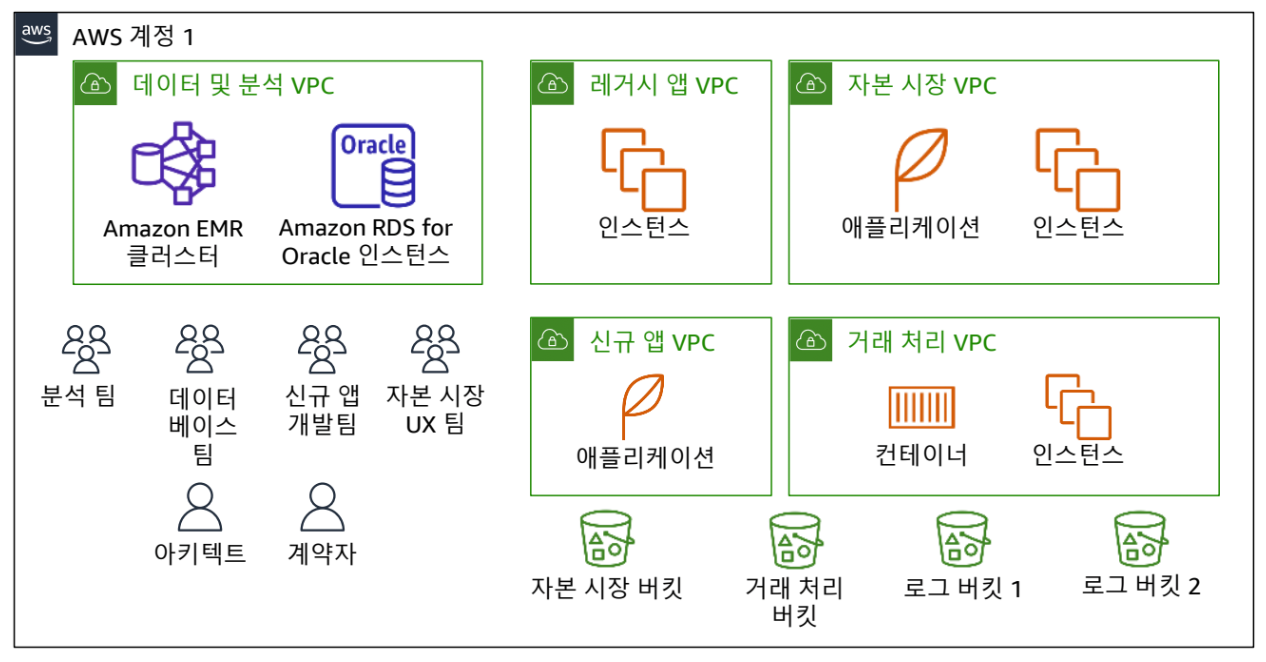 aws
AWS 계정 1
데이터 및 분석 VPC
Oracle
Amazon EMR
클러스터
Amazon RDS for
Oracle 인스턴스
레거시 앱 VPC
인스턴스
자본 시장 VPC
애플리케이션
인스턴스
분석 팀
데이터
베이스
팀
신규 앱
개발팀
자본 시장
UX 팀
아키텍트
계약자
신규 앱 VPC
애플리케이션
거래 처리 VPC
컨테이너
인스턴스
자본 시장 버킷
거래 처리
버킷
로그 버킷 1
로그 버킷 2